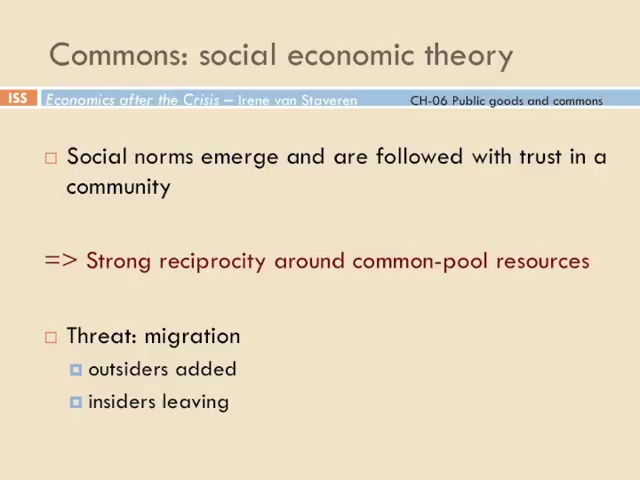 Commons: social economic theory
ISS Economics after the Crisis – Irene van Staveren CH-06 Public goods and commons
Social norms emerge and are followed with trust in a
community
=> Strong reciprocity around common-pool resources
Threat: migration
outsiders added
insiders leaving